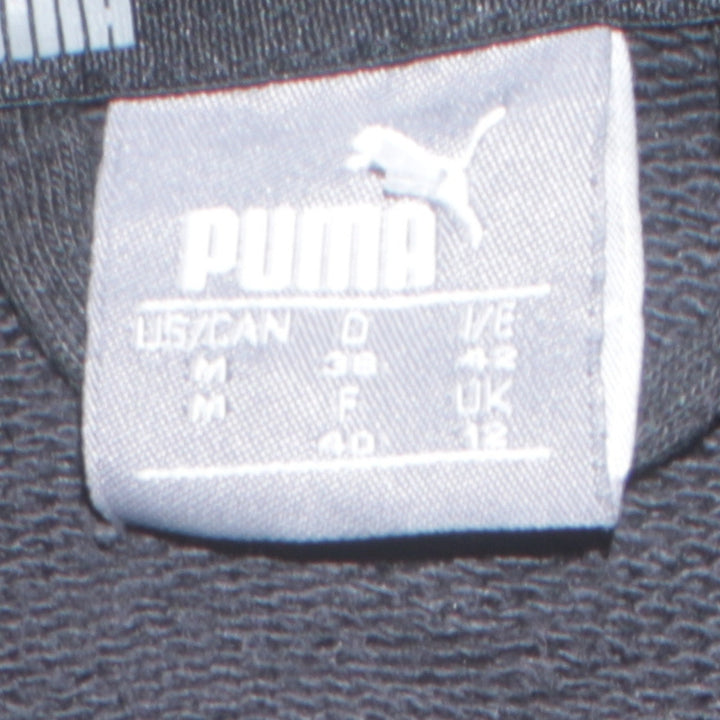 PUMA
US/CAN D I/E
M 38 42
M F UK
40 12